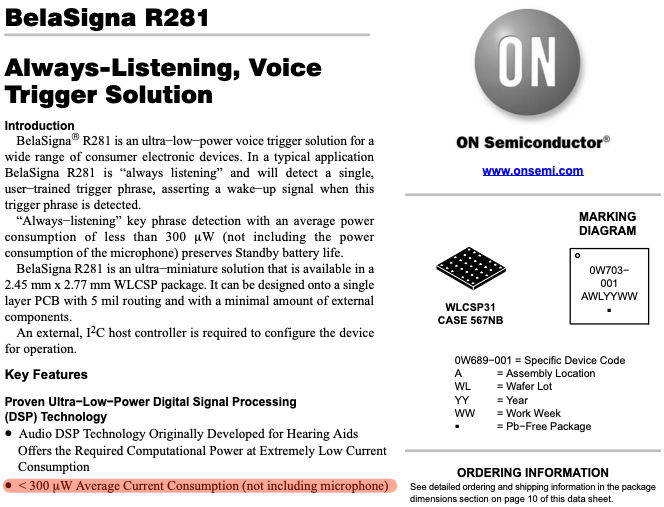 BelaSigna R281
Always-Listening, Voice
Trigger Solution
Introduction
BelaSigna® R281 is an ultra−low−power voice trigger solution for a
wide range of consumer electronic devices. In a typical application
BelaSigna R281 is “always listening” and will detect a single,
user−trained trigger phrase, asserting a wake−up signal when this
trigger phrase is detected.
“Always−listening” key phrase detection with an average power
consumption of less than 300 µW (not including the power
consumption of the microphone) preserves Standby battery life.
BelaSigna R281 is an ultra−miniature solution that is available in a
2.45 mm x 2.77 mm WLCSP package. It can be designed onto a single
layer PCB with 5 mil routing and with a minimal amount of external
components.
An external, I²C host controller is required to configure the device
for operation.
Key Features
Proven Ultra−Low−Power Digital Signal Processing
(DSP) Technology
• Audio DSP Technology Originally Developed for Hearing Aids
Offers the Required Computational Power at Extremely Low Current
Consumption
• < 300 µW Average Current Consumption (not including microphone)
ON
ON Semiconductor®
www.onsemi.com
MARKING
DIAGRAM
WLCSP31
CASE 567NB
0W703−
001
AWLYYWW
▪
0W689−001 = Specific Device Code
A = Assembly Location
WL = Wafer Lot
YY = Year
WW = Work Week
▪ = Pb−Free Package
ORDERING INFORMATION
See detailed ordering and shipping information in the package
dimensions section on page 10 of this data sheet.